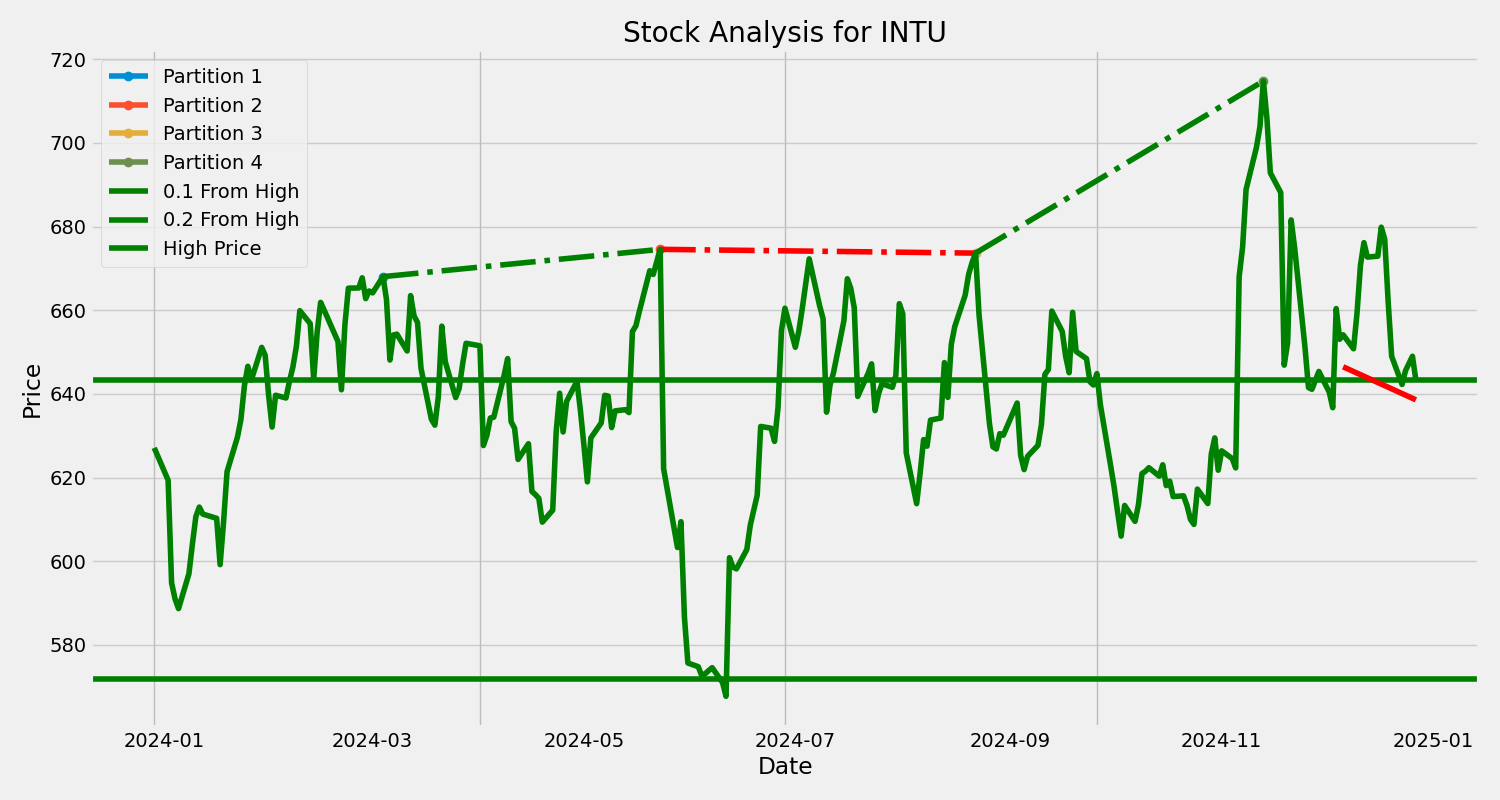 Stock Analysis for INTU
720
700
680
660
640
620
600
580
Price
Partition 1
Partition 2
Partition 3
Partition 4
0.1 From High
0.2 From High
High Price
2024-01 2024-03 2024-05 2024-07 2024-09 2024-11 2025-01
Date